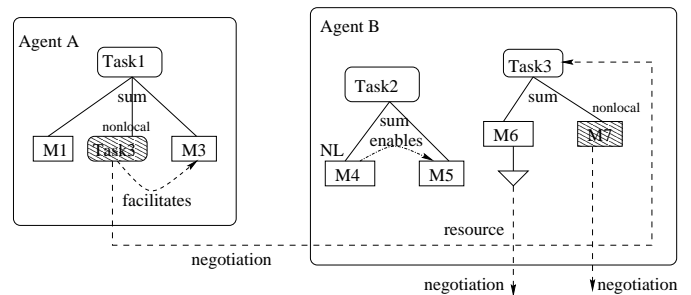 Agent A
Task1
sum
nonlocal
M1
Task3
M3
facilitates
negotiation
Agent B
Task2
sum
enables
NL
M4
M5
Task3
sum
nonlocal
M6
M7
resource
negotiation
negotiation